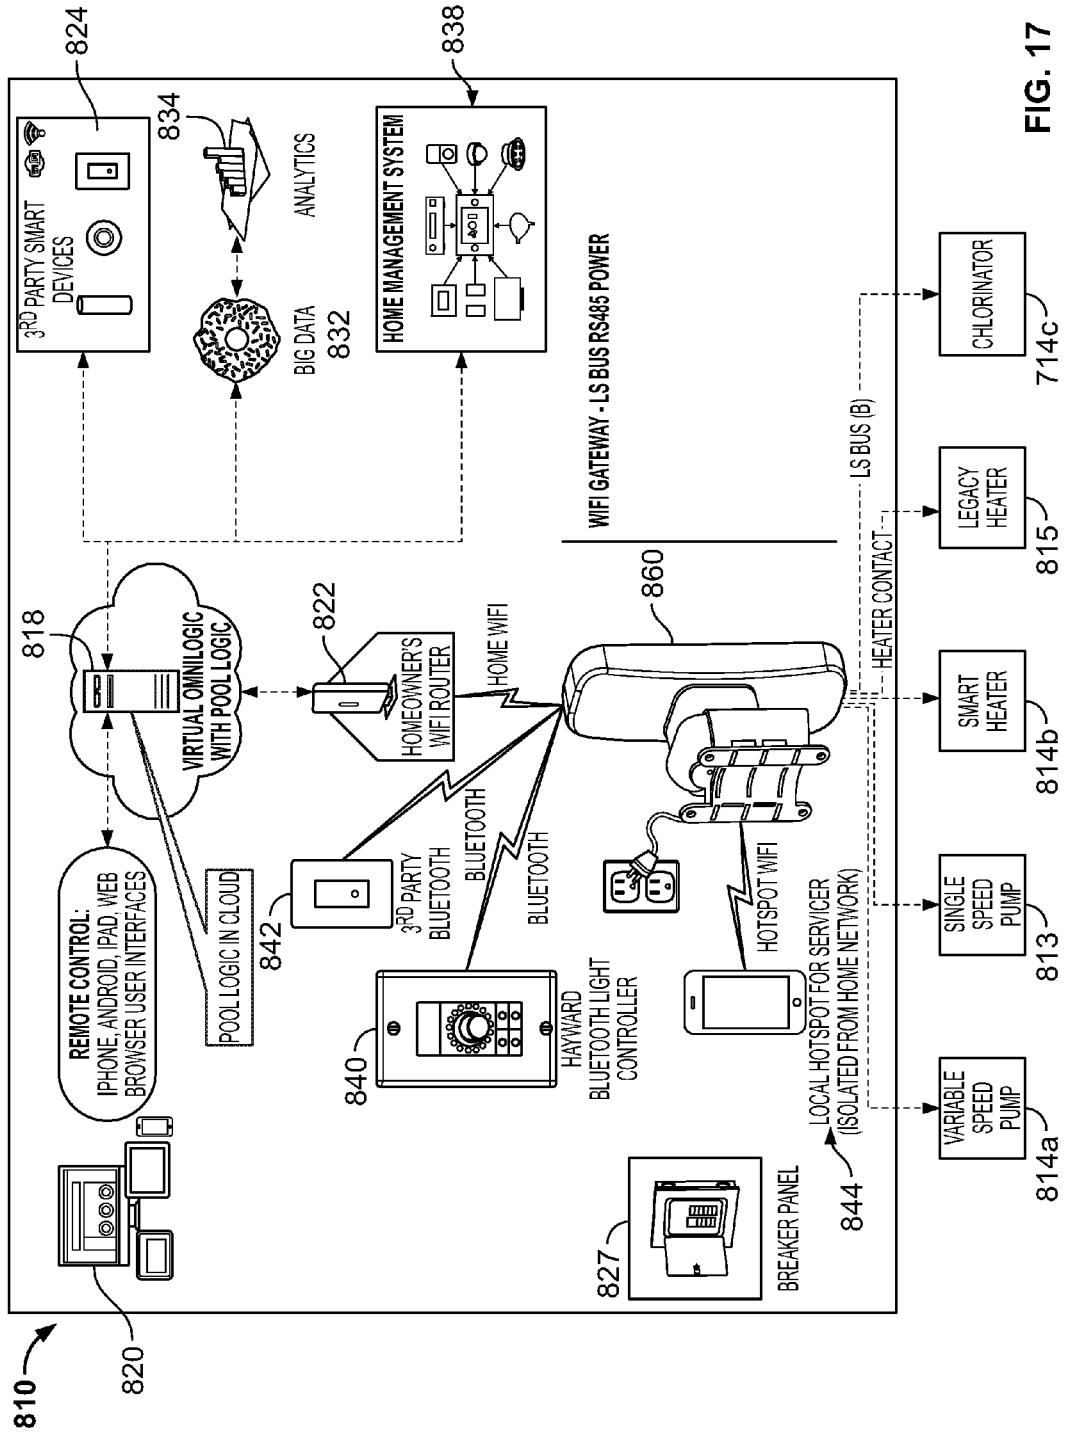 810
820
REMOTE CONTROL:
IPHONE, ANDROID, IPAD, WEB
BROWSER USER INTERFACES
818
VIRTUAL OMNILOGIC
WITH POOL LOGIC
POOL LOGIC IN CLOUD
824
3RD PARTY SMART
DEVICES
834
BIG DATA
832
ANALYTICS
838
HOME MANAGEMENT SYSTEM
822
HOMEOWNER'S
WIFI ROUTER
HOME WIFI
842
3RD PARTY
BLUETOOTH
BLUETOOTH
BLUETOOTH
840
HAYWARD
BLUETOOTH LIGHT
CONTROLLER
860
WIFI GATEWAY - LS BUS RS485 POWER
HOTSPOT WIFI
827
BREAKER PANEL
LOCAL HOTSPOT FOR SERVICER
(ISOLATED FROM HOME NETWORK)
844
LS BUS (B)
HEATER CONTACT
VARIABLE
SPEED
PUMP
814a
SINGLE
SPEED
PUMP
813
SMART
HEATER
814b
LEGACY
HEATER
815
CHLORINATOR
714c
FIG. 17